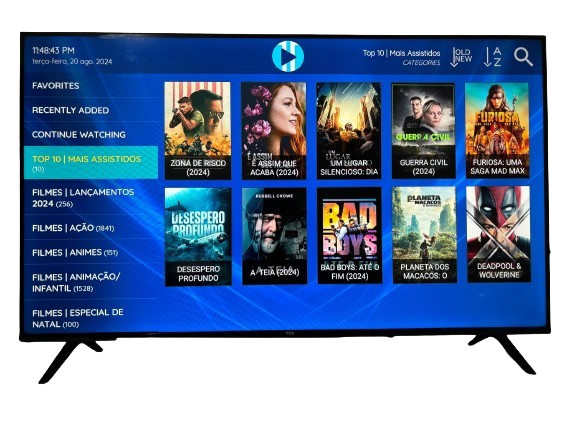 11:48:43 PM
terça-feira, 20 ago. 2024
Top 10 | Mais Assistidos
CATEGORIES
OLD
NEW
A
Z
FAVORITES
RECENTLY ADDED
CONTINUE WATCHING
TOP 10 | MAIS ASSISTIDOS
(10)
FILMES | LANÇAMENTOS
2024 (256)
FILMES | AÇÃO (1841)
FILMES | ANIMES (151)
FILMES | ANIMAÇÃO/
INFANTIL (1528)
FILMES | ESPECIAL DE
NATAL (100)
ZONA DE RISCO
(2024)
É ASSIM
É ASSIM QUE
ACABA (2024)
UM
LUGAR
UM LUGAR
SILENCIOSO: DIA
GUERRA CIVIL
GUERRA CIVIL
(2024)
FURIOSA
FURIOSA: UMA
SAGA MAD MAX
DESESPERO
PROFUNDO
DESESPERO
PROFUNDO
RUSSELL CROWE
A TEIA (2024)
BAD
BOYS
BAD BOYS: ATÉ O
FIM (2024)
PLANETA
MACACOS
PLANETA DOS
MACACOS: O
DEADPOOL &
WOLVERINE
TCL